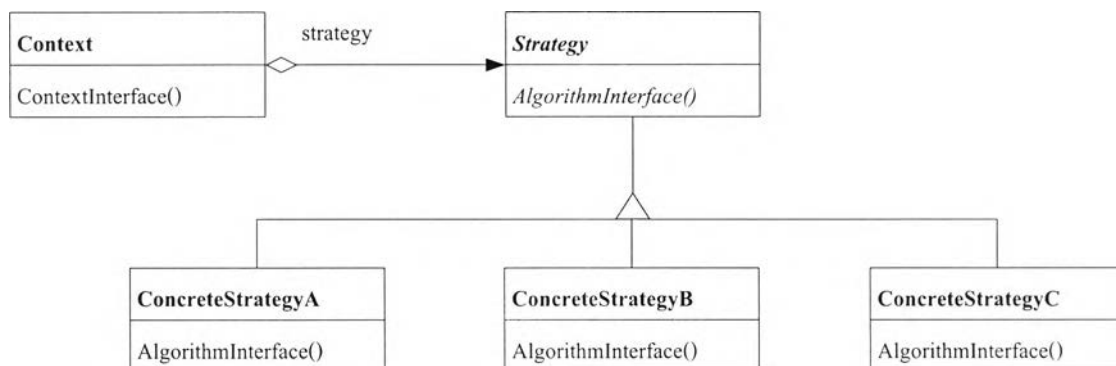 Context
strategy
Strategy
ContextInterface()
AlgorithmInterface()
ConcreteStrategyA
ConcreteStrategyB
ConcreteStrategyC
AlgorithmInterface()
AlgorithmInterface()
AlgorithmInterface()